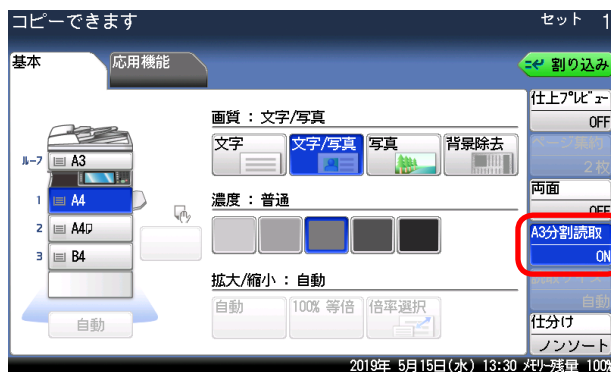 コピーできます
セット 1
基本
応用機能
割り込み
画質：文字/写真
文字
文字/写真
写真
背景除去
ルーフ A3
1 A4
2 A4
3 B4
自動
濃度：普通
拡大/縮小：自動
自動
100% 等倍
倍率選択
仕上プレビュー
OFF
ページ集約
2枚
両面
OFF
A3分割読取
ON
自動
仕分け
ノンソート
2019年 5月15日(水) 13:30 メモリー残量 100%